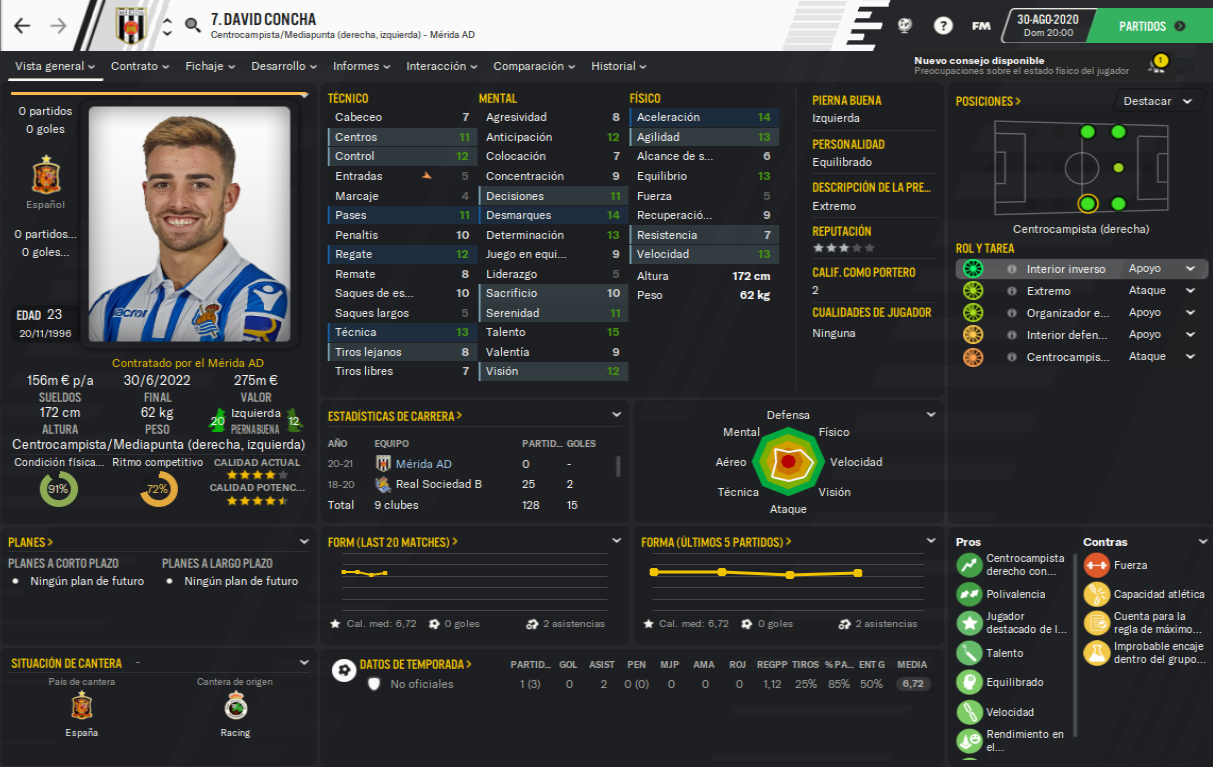 7. DAVID CONCHA
Centrocampista/Mediapunta (derecha, izquierda) - Mérida AD
FM
30-AGO-2020
Dom 20:00
PARTIDOS
Vista general
Contrato
Fichaje
Desarrollo
Informes
Interacción
Comparación
Historial
Nuevo consejo disponible
Preocupaciones sobre el estado físico del jugador
1
0 partidos
0 goles
Español
0 partidos...
0 goles...
EDAD 23
20/11/1996
Contratado por el Mérida AD
156m € p/a
30/6/2022
275m €
SUELDOS
FINAL
VALOR
172 cm
62 kg
20
Izquierda
12
ALTURA
PESO
PIERNA BUENA
Centrocampista/Mediapunta (derecha, izquierda)
Condición física...
Ritmo competitivo
CALIDAD ACTUAL
91%
72%
CALIDAD POTENC...
TÉCNICO
Cabeceo 7
Centros 11
Control 12
Entradas 5
Marcaje 4
Pases 11
Penaltis 10
Regate 12
Remate 8
Saques de es... 10
Saques largos 5
Técnica 13
Tiros lejanos 8
Tiros libres 7
MENTAL
Agresividad 8
Anticipación 12
Colocación 7
Concentración 9
Decisiones 11
Desmarques 14
Determinación 13
Juego en equi... 9
Liderazgo 5
Sacrificio 10
Serenidad 11
Talento 15
Valentía 9
Visión 12
FÍSICO
Aceleración 14
Agilidad 13
Alcance de s... 6
Equilibrio 13
Fuerza 5
Recuperació... 9
Resistencia 7
Velocidad 13
Altura 172 cm
Peso 62 kg
PIERNA BUENA
Izquierda
PERSONALIDAD
Equilibrado
DESCRIPCIÓN DE LA PRE...
Extremo
REPUTACIÓN
CALIF. COMO PORTERO
2
CUALIDADES DE JUGADOR
Ninguna
POSICIONES >
Destacar
Centrocampista (derecha)
ROL Y TAREA
Interior inverso Apoyo
Extremo Ataque
Organizador e... Apoyo
Interior defen... Apoyo
Centrocampis... Ataque
ESTADÍSTICAS DE CARRERA >
AÑO EQUIPO PARTID... GOLES
20-21 Mérida AD 0 -
18-20 Real Sociedad B 25 2
Total 9 clubes 128 15
Defensa
Mental
Físico
Aéreo
Velocidad
Técnica
Visión
Ataque
PLANES >
PLANES A CORTO PLAZO
PLANES A LARGO PLAZO
Ningún plan de futuro
Ningún plan de futuro
FORM (LAST 20 MATCHES) >
Cal. med: 6,72
0 goles
2 asistencias
FORMA (ÚLTIMOS 5 PARTIDOS) >
Cal. med: 6,72
0 goles
2 asistencias
Pros
Centrocampista
derecho con...
Polivalencia
Jugador
destacado de l...
Talento
Equilibrado
Velocidad
Rendimiento en
el...
Contras
Fuerza
Capacidad atlética
Cuenta para la
regla de máximo...
Improbable encaje
dentro del grupo...
SITUACIÓN DE CANTERA -
País de cantera
Cantera de origen
España
Racing
DATOS DE TEMPORADA >
PARTID... GOL ASIST PEN MJP AMA ROJ REGPP TIROS % PA... ENT G MEDIA
No oficiales 1 (3) 0 2 0 (0) 0 0 0 1,12 25% 85% 50% 6,72